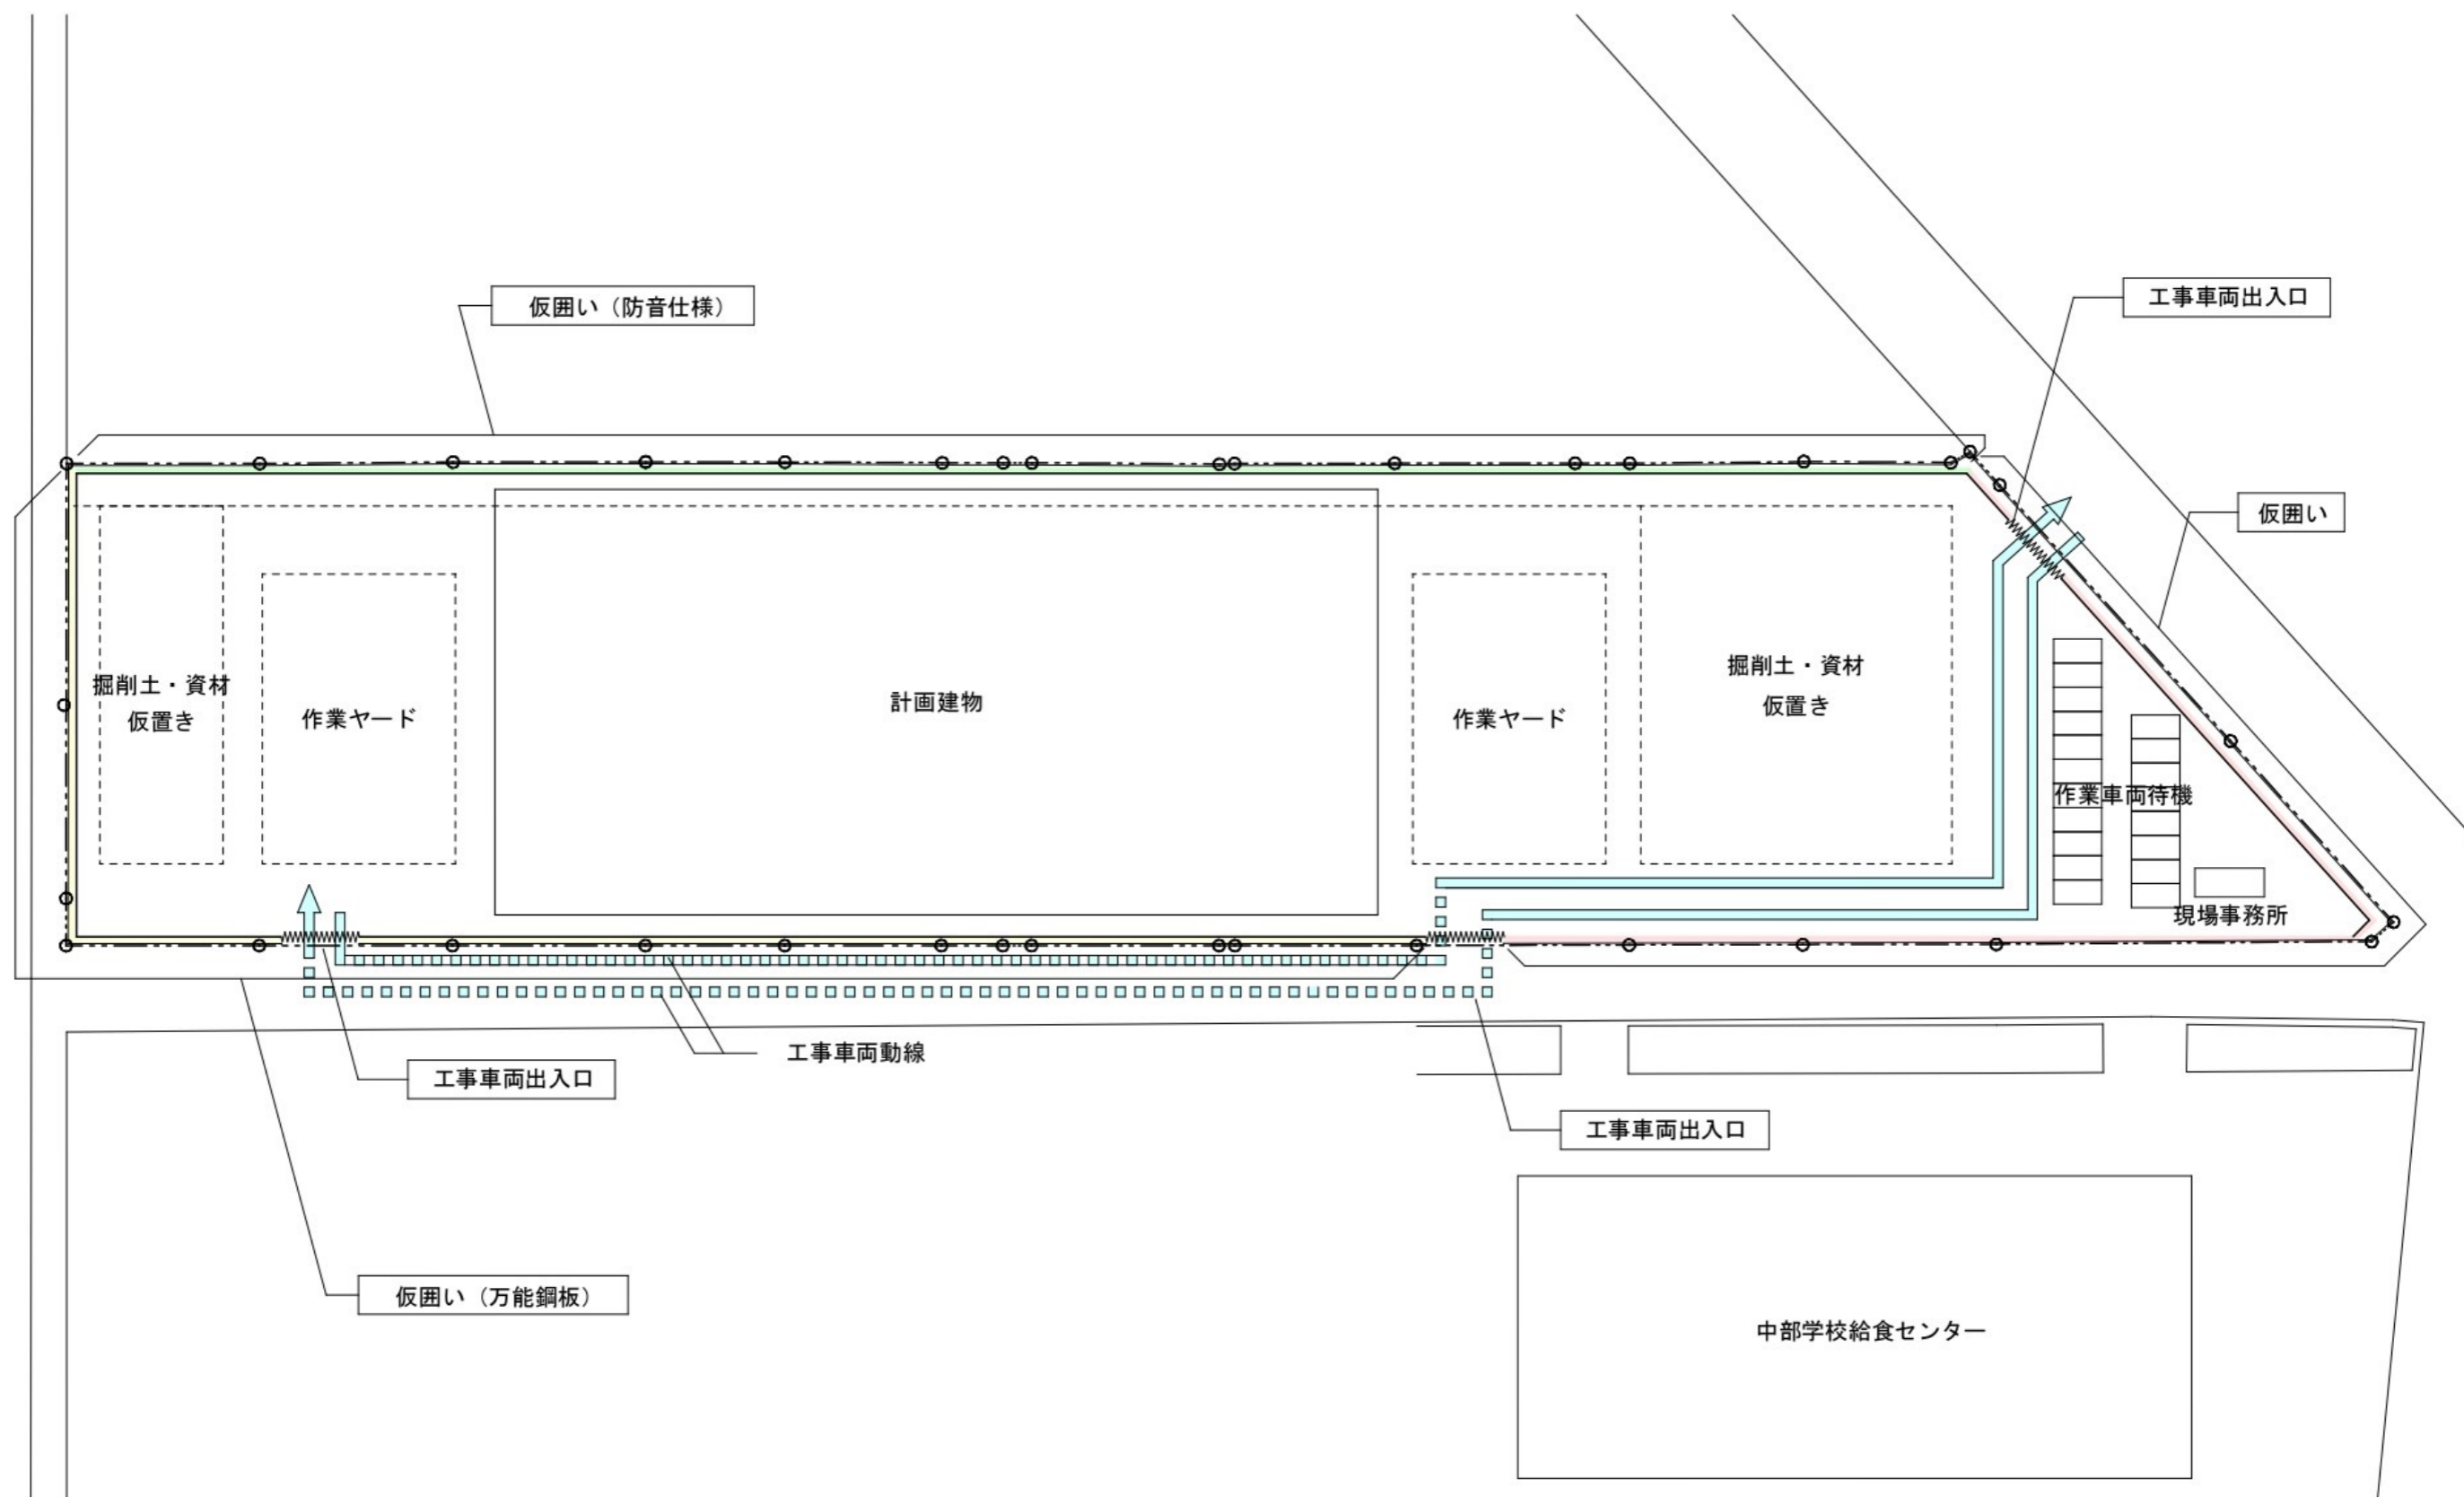 工事車両出入口
仮囲い（防音仕様）
仮囲い
掘削土・資材
仮置き
作業ヤード
計画建物
作業ヤード
掘削土・資材
仮置き
作業車両待機
現場事務所
工事車両動線
工事車両出入口
工事車両出入口
仮囲い（万能鋼板）
中部学校給食センター